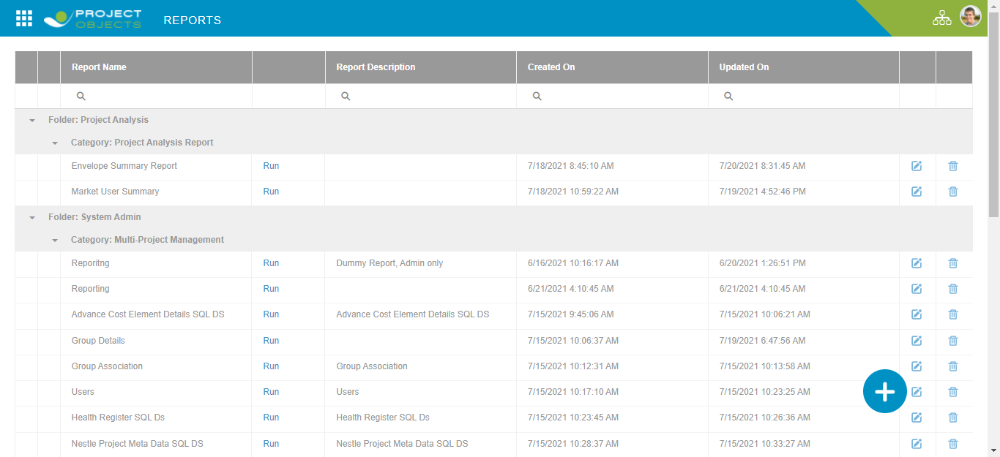 PROJECT
OBJECTS
REPORTS
Report Name Report Description Created On Updated On
Folder: Project Analysis
Category: Project Analysis Report
Envelope Summary Report Run 7/18/2021 8:45:10 AM 7/20/2021 8:31:45 AM
Market User Summary Run 7/18/2021 10:59:22 AM 7/19/2021 4:52:46 PM
Folder: System Admin
Category: Multi-Project Management
Reporitng Run Dummy Report, Admin only 6/16/2021 10:16:17 AM 6/20/2021 1:26:51 PM
Reporting Run 6/21/2021 4:10:45 AM 6/21/2021 4:10:45 AM
Advance Cost Element Details SQL DS Run Advance Cost Element Details SQL DS 7/15/2021 9:45:06 AM 7/15/2021 10:06:21 AM
Group Details Run 7/15/2021 10:06:37 AM 7/19/2021 6:47:56 AM
Group Association Run Group Association 7/15/2021 10:12:31 AM 7/15/2021 10:13:58 AM
Users Run Users 7/15/2021 10:17:10 AM 7/15/2021 10:23:25 AM
Health Register SQL Ds Run Health Register SQL Ds 7/15/2021 10:23:45 AM 7/15/2021 10:26:36 AM
Nestle Project Meta Data SQL DS Run Nestle Project Meta Data SQL DS 7/15/2021 10:28:37 AM 7/15/2021 10:33:27 AM